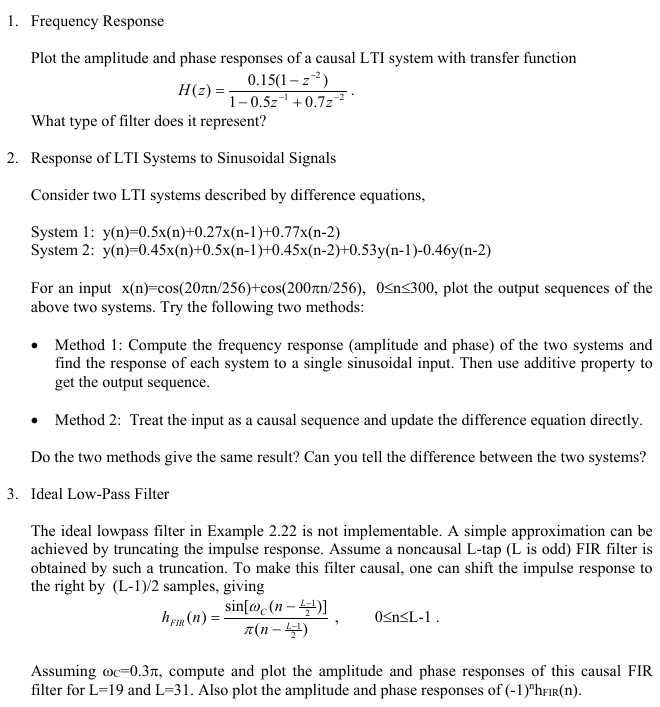 1. Frequency Response
Plot the amplitude and phase responses of a causal LTI system with transfer function
H(z) = 0.15(1 − z⁻²) / 1 − 0.5z⁻¹ + 0.7z⁻² .
What type of filter does it represent?
2. Response of LTI Systems to Sinusoidal Signals
Consider two LTI systems described by difference equations,
System 1: y(n)=0.5x(n)+0.27x(n-1)+0.77x(n-2)
System 2: y(n)=0.45x(n)+0.5x(n-1)+0.45x(n-2)+0.53y(n-1)-0.46y(n-2)
For an input x(n)=cos(20πn/256)+cos(200πn/256), 0≤n≤300, plot the output sequences of the
above two systems. Try the following two methods:
• Method 1: Compute the frequency response (amplitude and phase) of the two systems and
find the response of each system to a single sinusoidal input. Then use additive property to
get the output sequence.
• Method 2: Treat the input as a causal sequence and update the difference equation directly.
Do the two methods give the same result? Can you tell the difference between the two systems?
3. Ideal Low-Pass Filter
The ideal lowpass filter in Example 2.22 is not implementable. A simple approximation can be
achieved by truncating the impulse response. Assume a noncausal L-tap (L is odd) FIR filter is
obtained by such a truncation. To make this filter causal, one can shift the impulse response to
the right by (L-1)/2 samples, giving
h_FIR(n) = sin[ω_C(n − (L−1)/2)] / π(n − (L−1)/2) , 0≤n≤L-1 .
Assuming ωC=0.3π, compute and plot the amplitude and phase responses of this causal FIR
filter for L=19 and L=31. Also plot the amplitude and phase responses of (-1)ⁿhFIR(n).